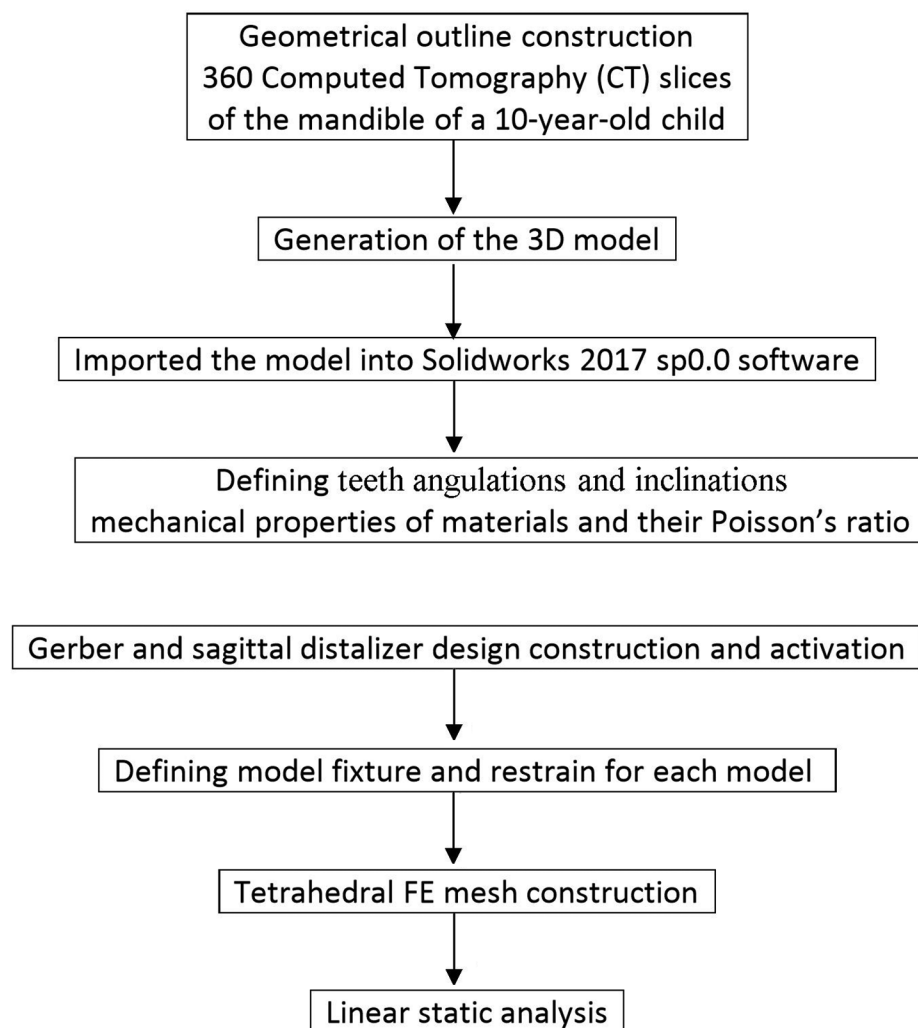 Geometrical outline construction
360 Computed Tomography (CT) slices
of the mandible of a 10-year-old child
Generation of the 3D model
Imported the model into Solidworks 2017 sp0.0 software
Defining teeth angulations and inclinations
mechanical properties of materials and their Poisson’s ratio
Gerber and sagittal distalizer design construction and activation
Defining model fixture and restrain for each model
Tetrahedral FE mesh construction
Linear static analysis